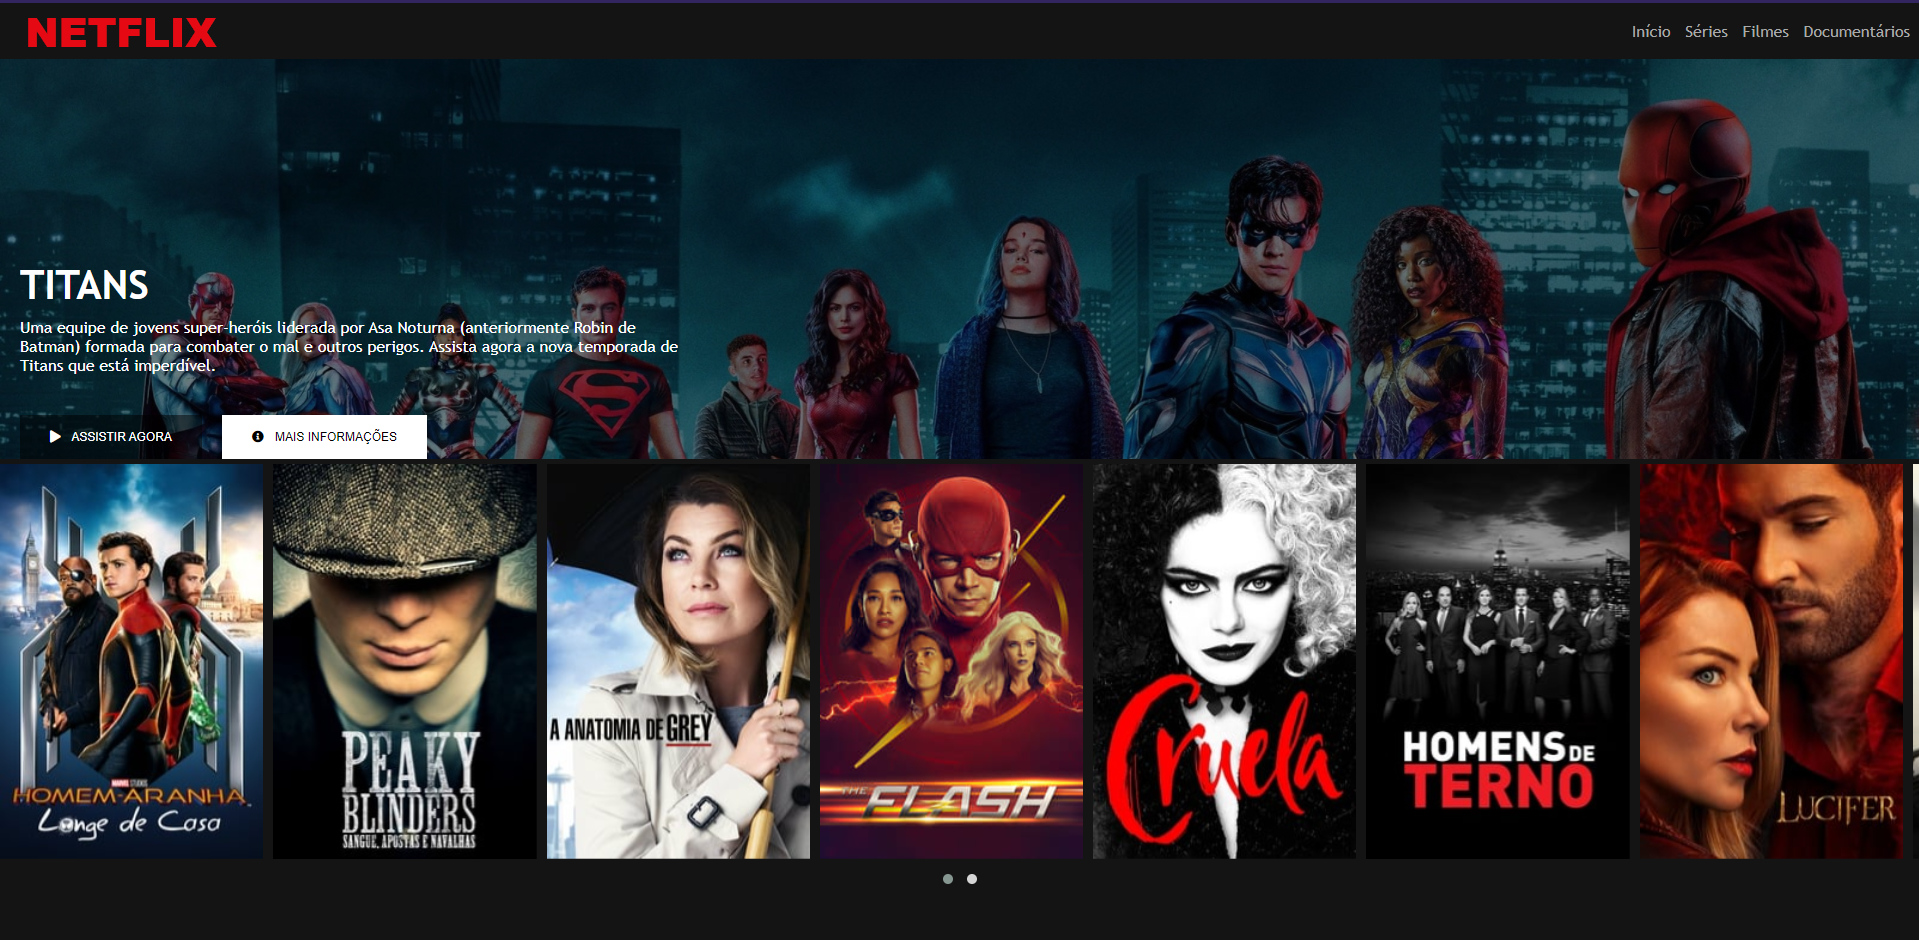 NETFLIX
Início Séries Filmes Documentários
TITANS
Uma equipe de jovens super-heróis liderada por Asa Noturna (anteriormente Robin de
Batman) formada para combater o mal e outros perigos. Assista agora a nova temporada de
Titans que está imperdível.
ASSISTIR AGORA
MAIS INFORMAÇÕES
MARVEL STUDIOS
HOMEM-ARANHA
Longe de Casa
PEAKY
BLINDERS
SANGUE, APOSTAS E NAVALHAS
A ANATOMIA DE GREY
THE
FLASH
Cruela
HOMENS DE
TERNO
LUCIFER